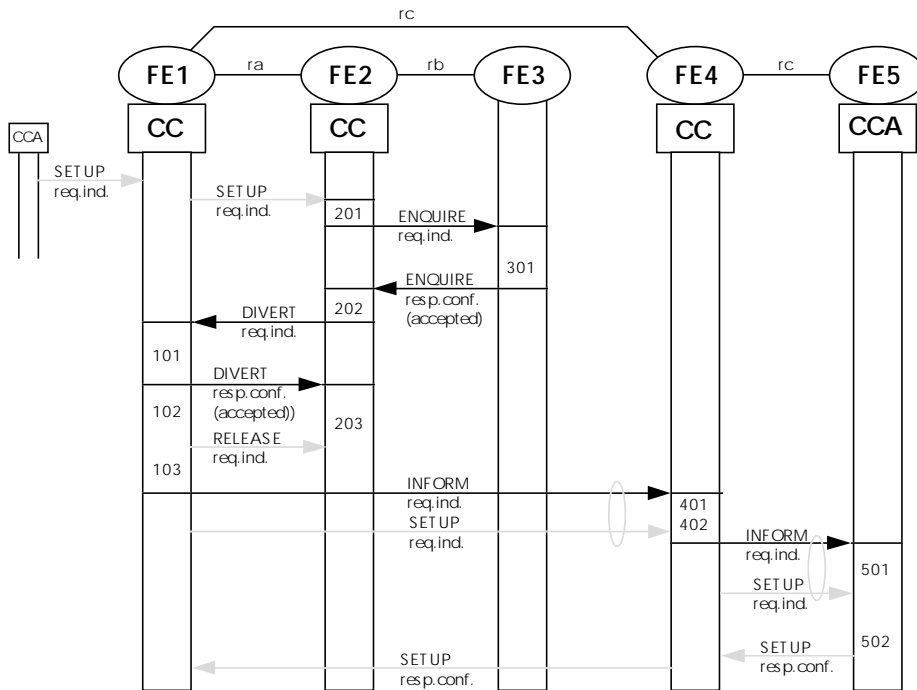 rc
FE1
ra
FE2
rb
FE3
FE4
rc
FE5
CCA
CC
CC
CC
CCA
SETUP
req.ind.
SETUP
req.ind.
201
ENQUIRE
req.ind.
301
ENQUIRE
resp.conf.
(accepted)
202
DIVERT
req.ind.
101
DIVERT
resp.conf.
(accepted))
102
203
RELEASE
req.ind.
103
INFORM
req.ind.
401
402
SETUP
req.ind.
INFORM
req.ind.
501
SETUP
req.ind.
502
SETUP
resp.conf.
SETUP
resp.conf.